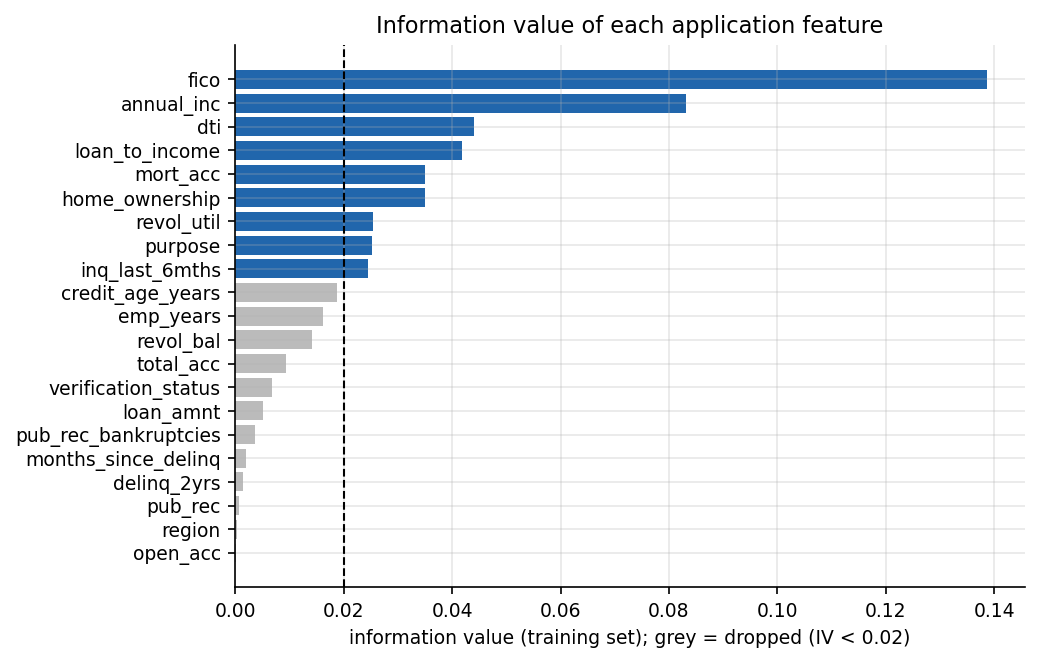 Information value of each application feature
fico
annual_inc
dti
loan_to_income
mort_acc
home_ownership
revol_util
purpose
inq_last_6mths
credit_age_years
emp_years
revol_bal
total_acc
verification_status
loan_amnt
pub_rec_bankruptcies
months_since_delinq
delinq_2yrs
pub_rec
region
open_acc
0.00 0.02 0.04 0.06 0.08 0.10 0.12 0.14
information value (training set); grey = dropped (IV < 0.02)